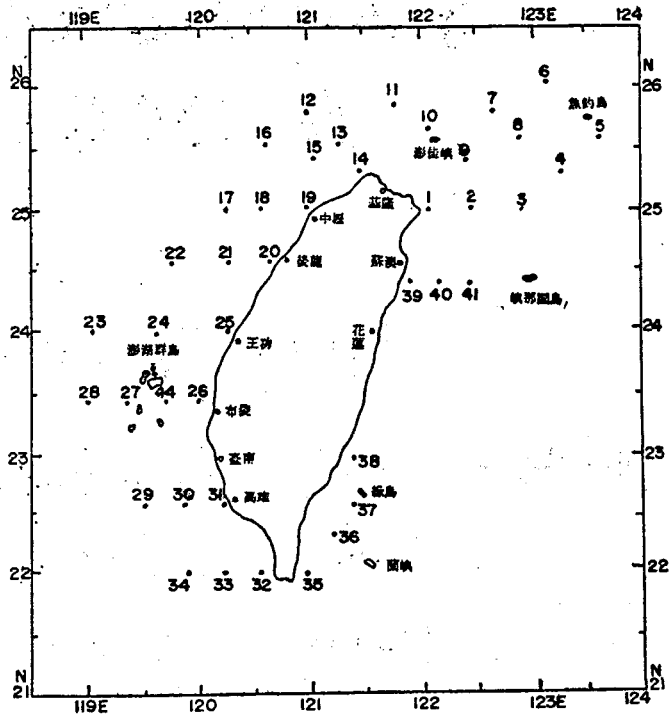 119E 120 121 122 123E 124
N
N
6
26
26
12
11
7
魚釣島
10
8
5
16
13
彭佳嶼
15
9
4
14
基隆
17
18
19
1
2
3
25
25
中壢
22
21
20
後龍
蘇澳
39
40
41
與那國島
23
24
25
花蓮
24
24
王功
澎湖群島
28
27
44
26
布袋
23
臺南
38
23
29
30
31
高雄
綠島
37
36
22
蘭嶼
22
34
33
32
35
N
N
21
21
119E 120 121 122 123E 124